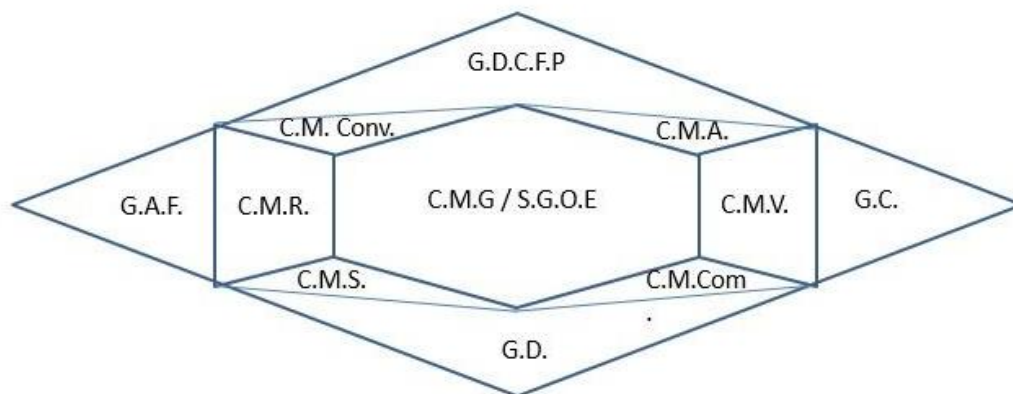 G.D.C.F.P
C.M. Conv.
C.M.A.
G.A.F.
C.M.R.
C.M.G / S.G.O.E
C.M.V.
G.C.
C.M.S.
C.M.Com
.
G.D.